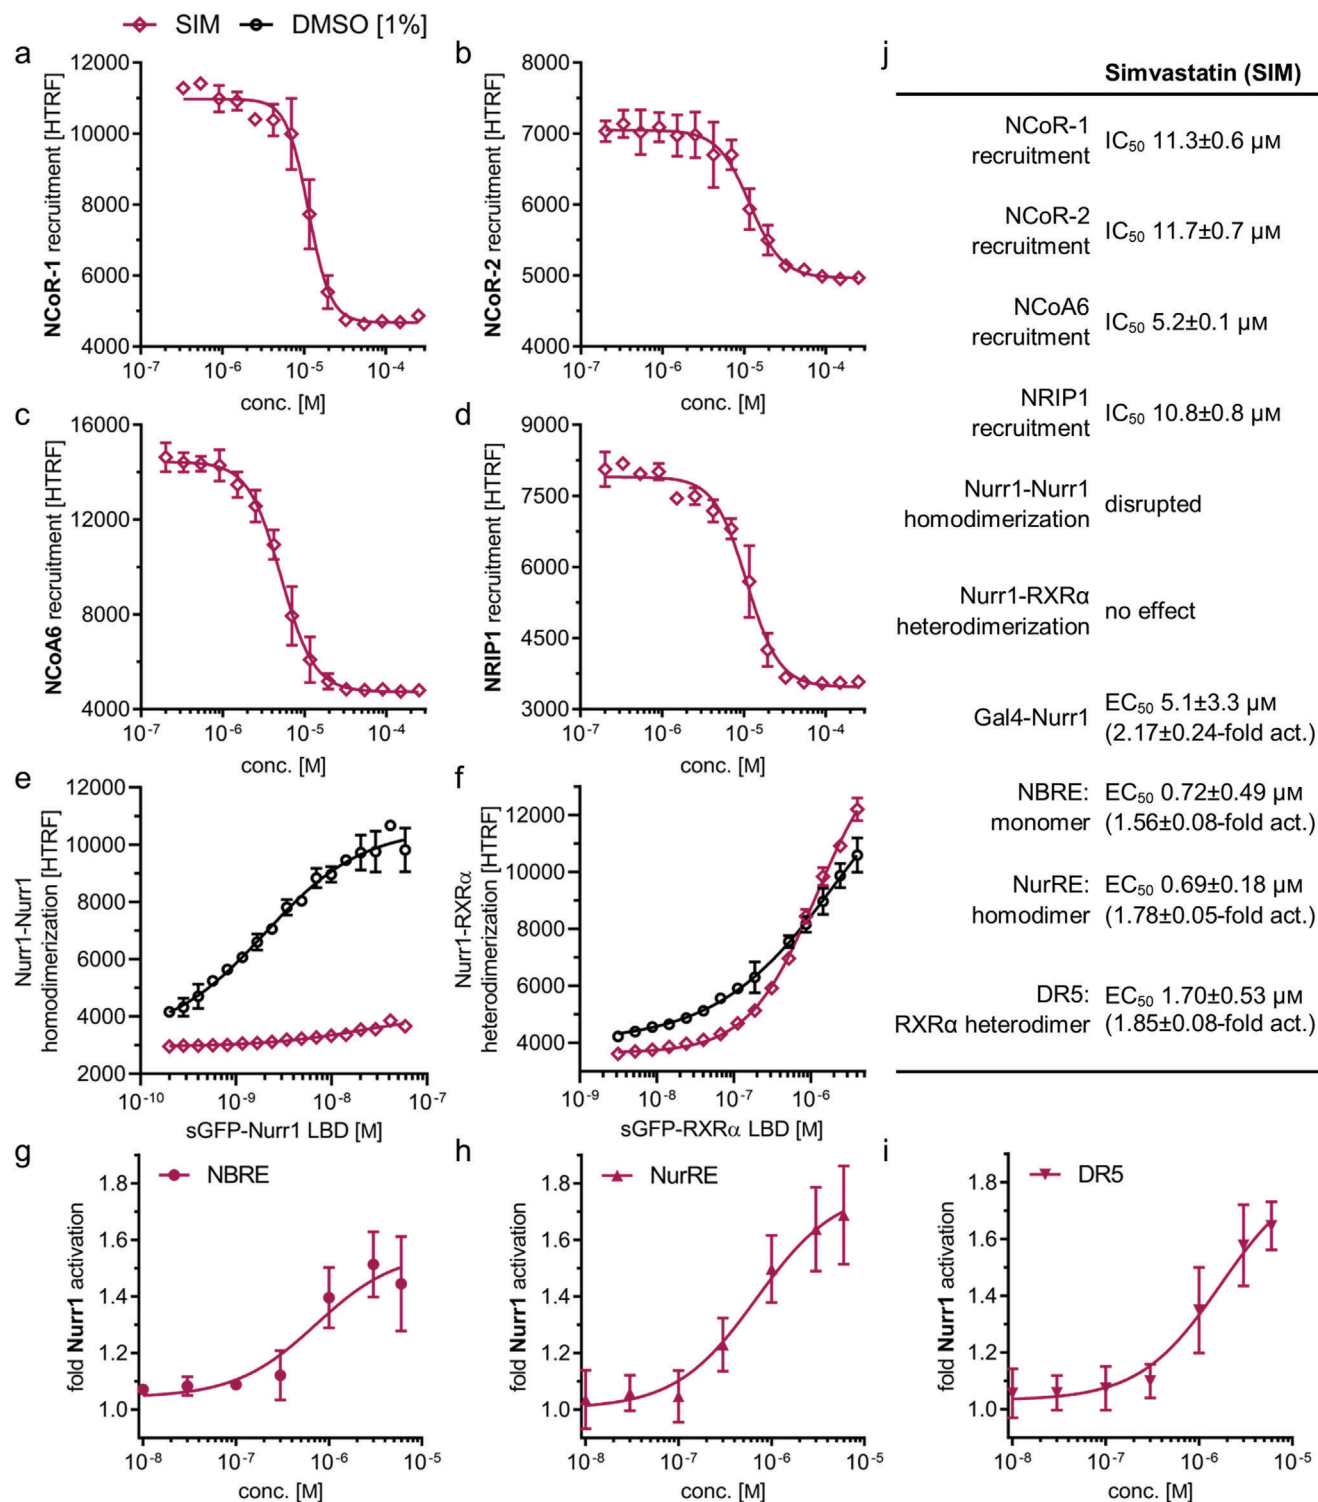 SIM DMSO [1%]
a
NCoR-1 recruitment [HTRF]
12000
10000
8000
6000
4000
10-7 10-6 10-5 10-4
conc. [M]
b
NCoR-2 recruitment [HTRF]
8000
7000
6000
5000
4000
10-7 10-6 10-5 10-4
conc. [M]
c
NCoA6 recruitment [HTRF]
16000
12000
8000
4000
10-7 10-6 10-5 10-4
conc. [M]
d
NRIP1 recruitment [HTRF]
9000
7500
6000
4500
3000
10-7 10-6 10-5 10-4
conc. [M]
e
Nurr1-Nurr1
homodimerization [HTRF]
12000
10000
8000
6000
4000
2000
10-10 10-9 10-8 10-7
sGFP-Nurr1 LBD [M]
f
Nurr1-RXRα
heterodimerization [HTRF]
12000
10000
8000
6000
4000
10-9 10-8 10-7 10-6
sGFP-RXRα LBD [M]
g
NBRE
fold Nurr1 activation
1.8
1.6
1.4
1.2
1.0
10-8 10-7 10-6 10-5
conc. [M]
h
NurRE
fold Nurr1 activation
1.8
1.6
1.4
1.2
1.0
10-8 10-7 10-6 10-5
conc. [M]
i
DR5
fold Nurr1 activation
1.8
1.6
1.4
1.2
1.0
10-8 10-7 10-6 10-5
conc. [M]
j
Simvastatin (SIM)
NCoR-1
recruitment IC50 11.3±0.6 µM
NCoR-2
recruitment IC50 11.7±0.7 µM
NCoA6
recruitment IC50 5.2±0.1 µM
NRIP1
recruitment IC50 10.8±0.8 µM
Nurr1-Nurr1
homodimerization disrupted
Nurr1-RXRα
heterodimerization no effect
Gal4-Nurr1 EC50 5.1±3.3 µM
(2.17±0.24-fold act.)
NBRE: EC50 0.72±0.49 µM
monomer (1.56±0.08-fold act.)
NurRE: EC50 0.69±0.18 µM
homodimer (1.78±0.05-fold act.)
DR5: EC50 1.70±0.53 µM
RXRα heterodimer (1.85±0.08-fold act.)